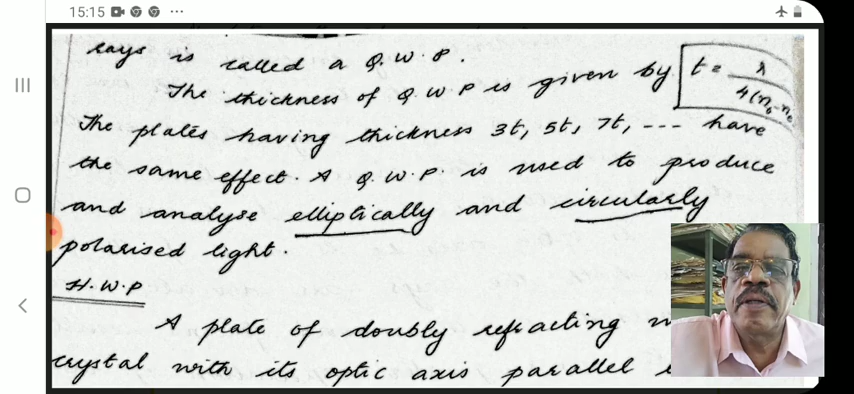 15:15
rays is called a Q.W.P.
The thickness of Q.W.P is given by t = λ / 4(n₀-nₑ
The plates having thickness 3t, 5t, 7t, --- have
the same effect. A Q.W.P. is used to produce
and analyse elliptically and circularly
polarised light.
H.W.P
A plate of doubly refracting
crystal with its optic axis parallel